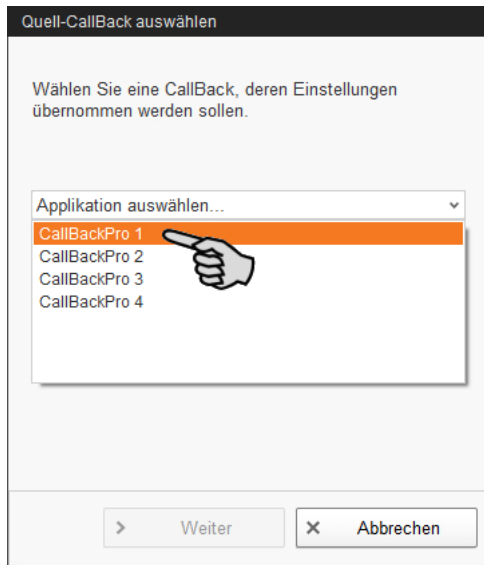 Quell-CallBack auswählen
Wählen Sie eine CallBack, deren Einstellungen
übernommen werden sollen.
Applikation auswählen...
CallBackPro 1
CallBackPro 2
CallBackPro 3
CallBackPro 4
Weiter
Abbrechen